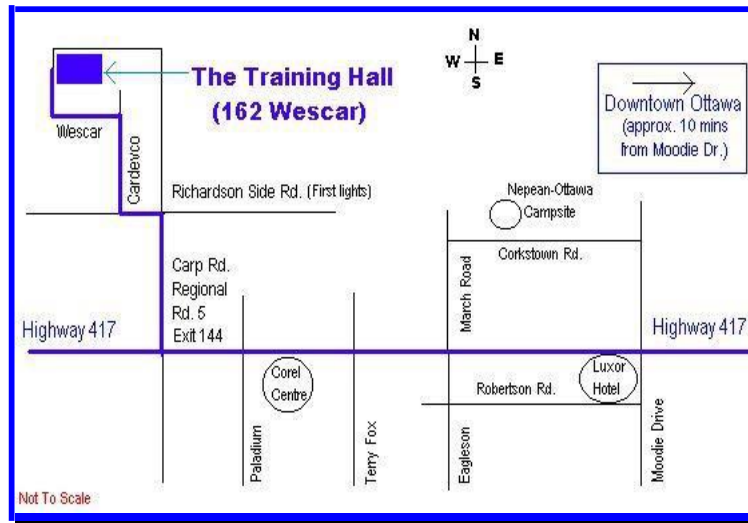 N
W E
S
The Training Hall
(162 Wescar)
Downtown Ottawa
(approx. 10 mins
from Moodie Dr.)
Wescar
Cardevco
Richardson Side Rd. (First lights)
Nepean-Ottawa
Campsite
Corkstown Rd.
March Road
Carp Rd.
Regional
Rd. 5
Exit 144
Highway 417
Highway 417
Corel
Centre
Luxor
Hotel
Robertson Rd.
Paladium
Terry Fox
Eagleson
Moodie Drive
Not To Scale